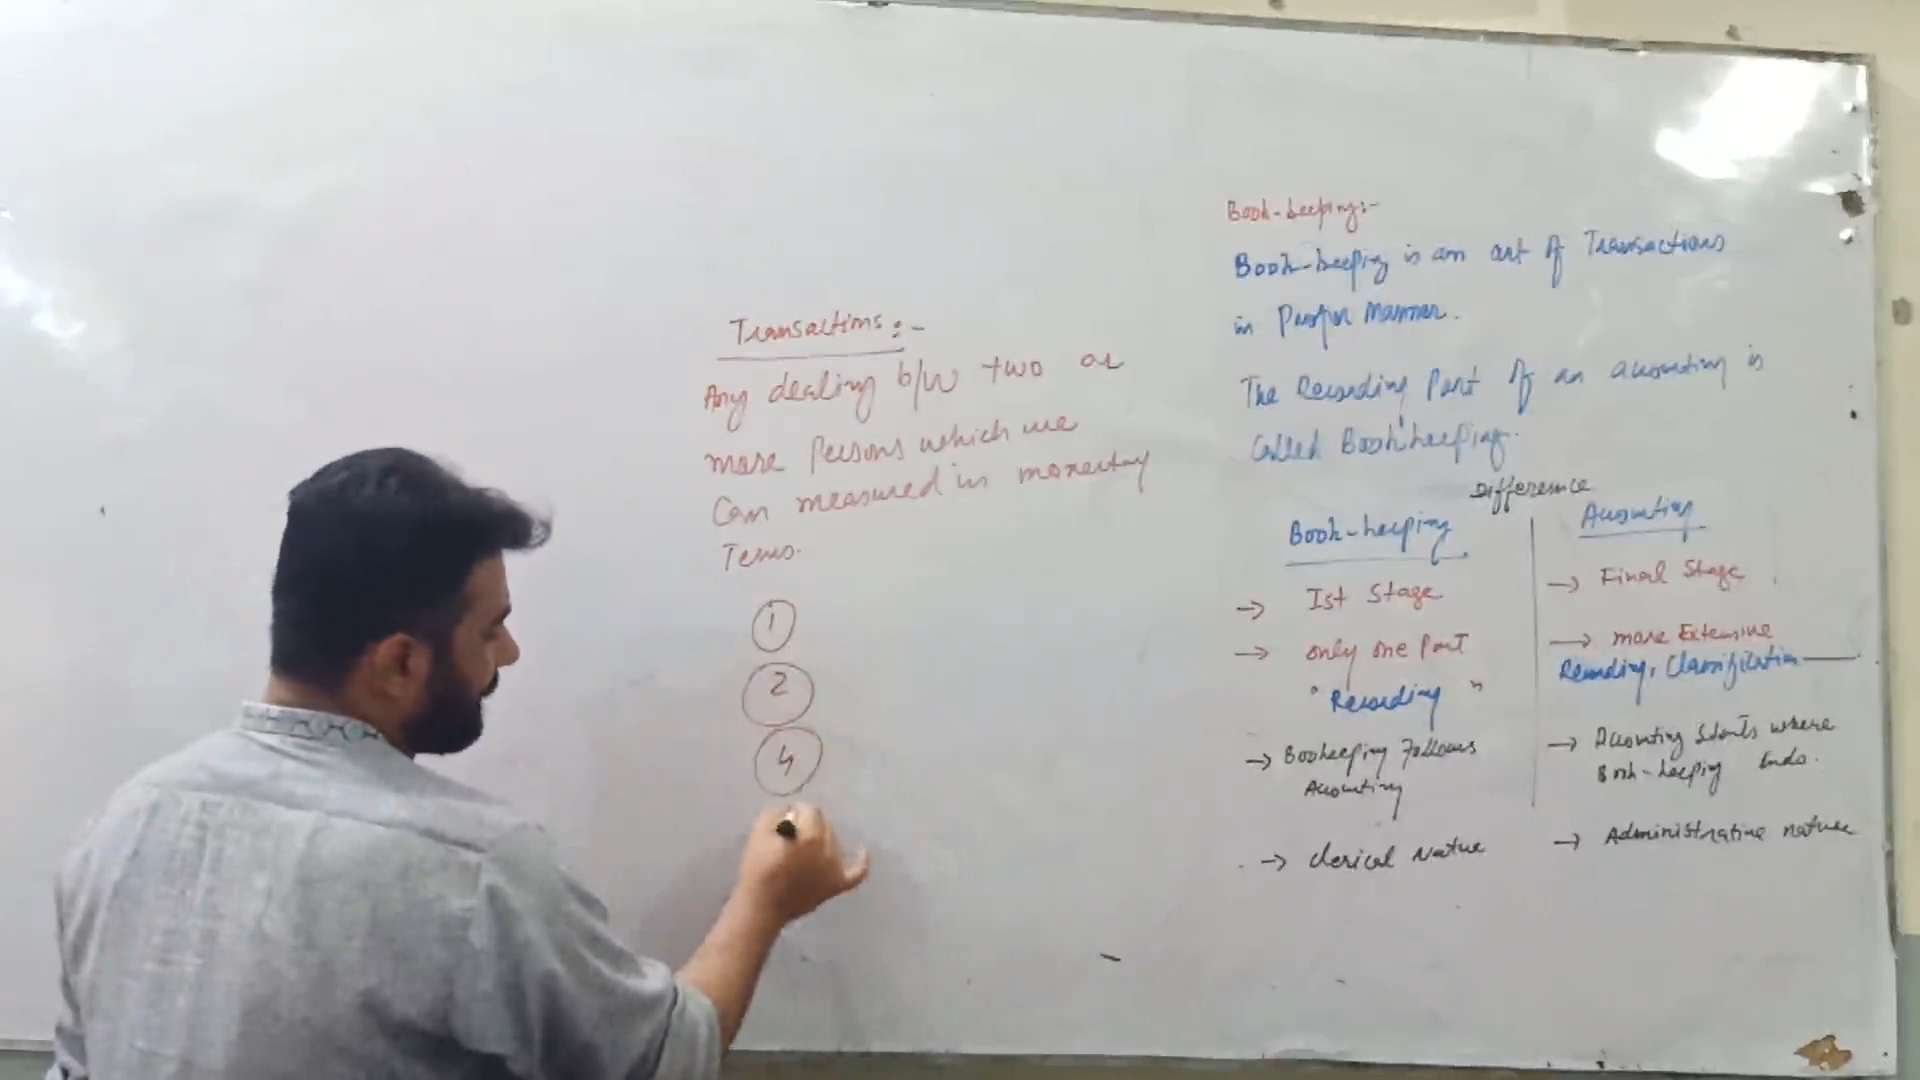 Transactions:-
Any dealing b/w two or
more Persons which we
Can measured in monetary
Terms.
1
2
4
Book-keeping:-
Book-keeping is an art of Transactions
in Proper Manner.
The Recording Part of an accounting is
Called Book keeping.
Difference
Book-keeping
Accounting
→ Ist Stage
→ Final Stage
→ only one Part
"Recording"
→ more Extensive
Recording, Classification
→ Bookeeping Follows
Accounting
→ Accounting Starts where
Book-keeping Ends.
→ Clerical Nature
→ Administrative nature